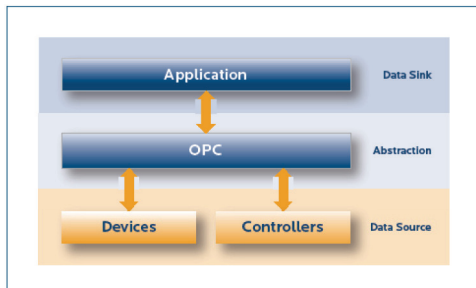 Application
Data Sink
OPC
Abstraction
Devices
Controllers
Data Source